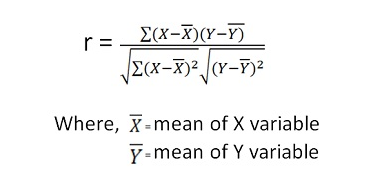 r = Σ(X−X̅)(Y−Y̅) / √Σ(X−X̅)² √(Y−Y̅)²
Where, X̅ = mean of X variable
Y̅ = mean of Y variable